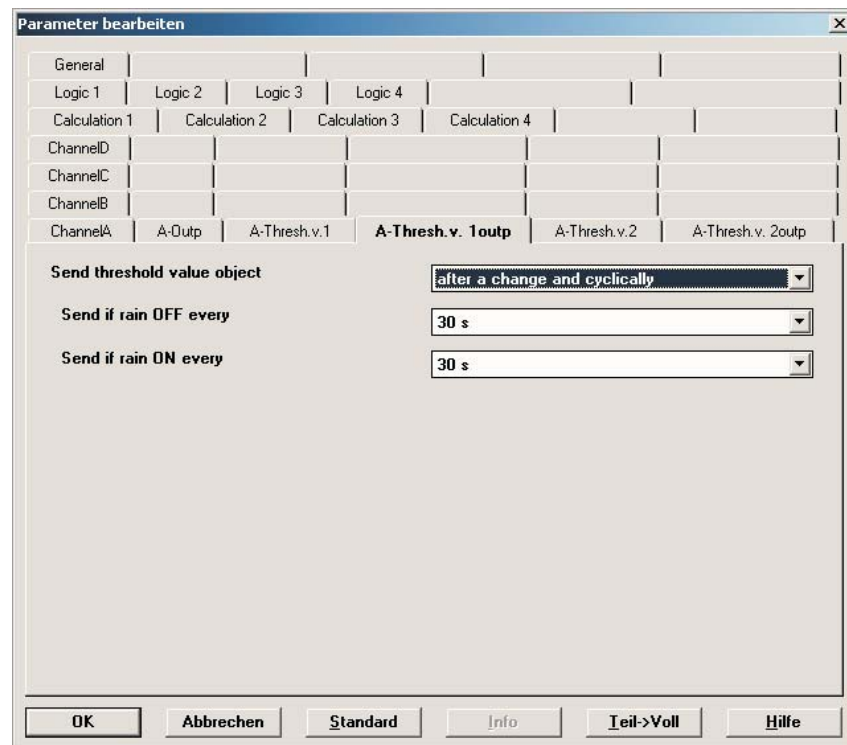 Parameter bearbeiten
General
Logic 1 Logic 2 Logic 3 Logic 4
Calculation 1 Calculation 2 Calculation 3 Calculation 4
ChannelD
ChannelC
ChannelB
ChannelA A-Outp A-Thresh.v.1 A-Thresh.v. 1outp A-Thresh.v.2 A-Thresh.v. 2outp
Send threshold value object after a change and cyclically
Send if rain OFF every 30 s
Send if rain ON every 30 s
OK Abbrechen Standard Info Teil->Voll Hilfe